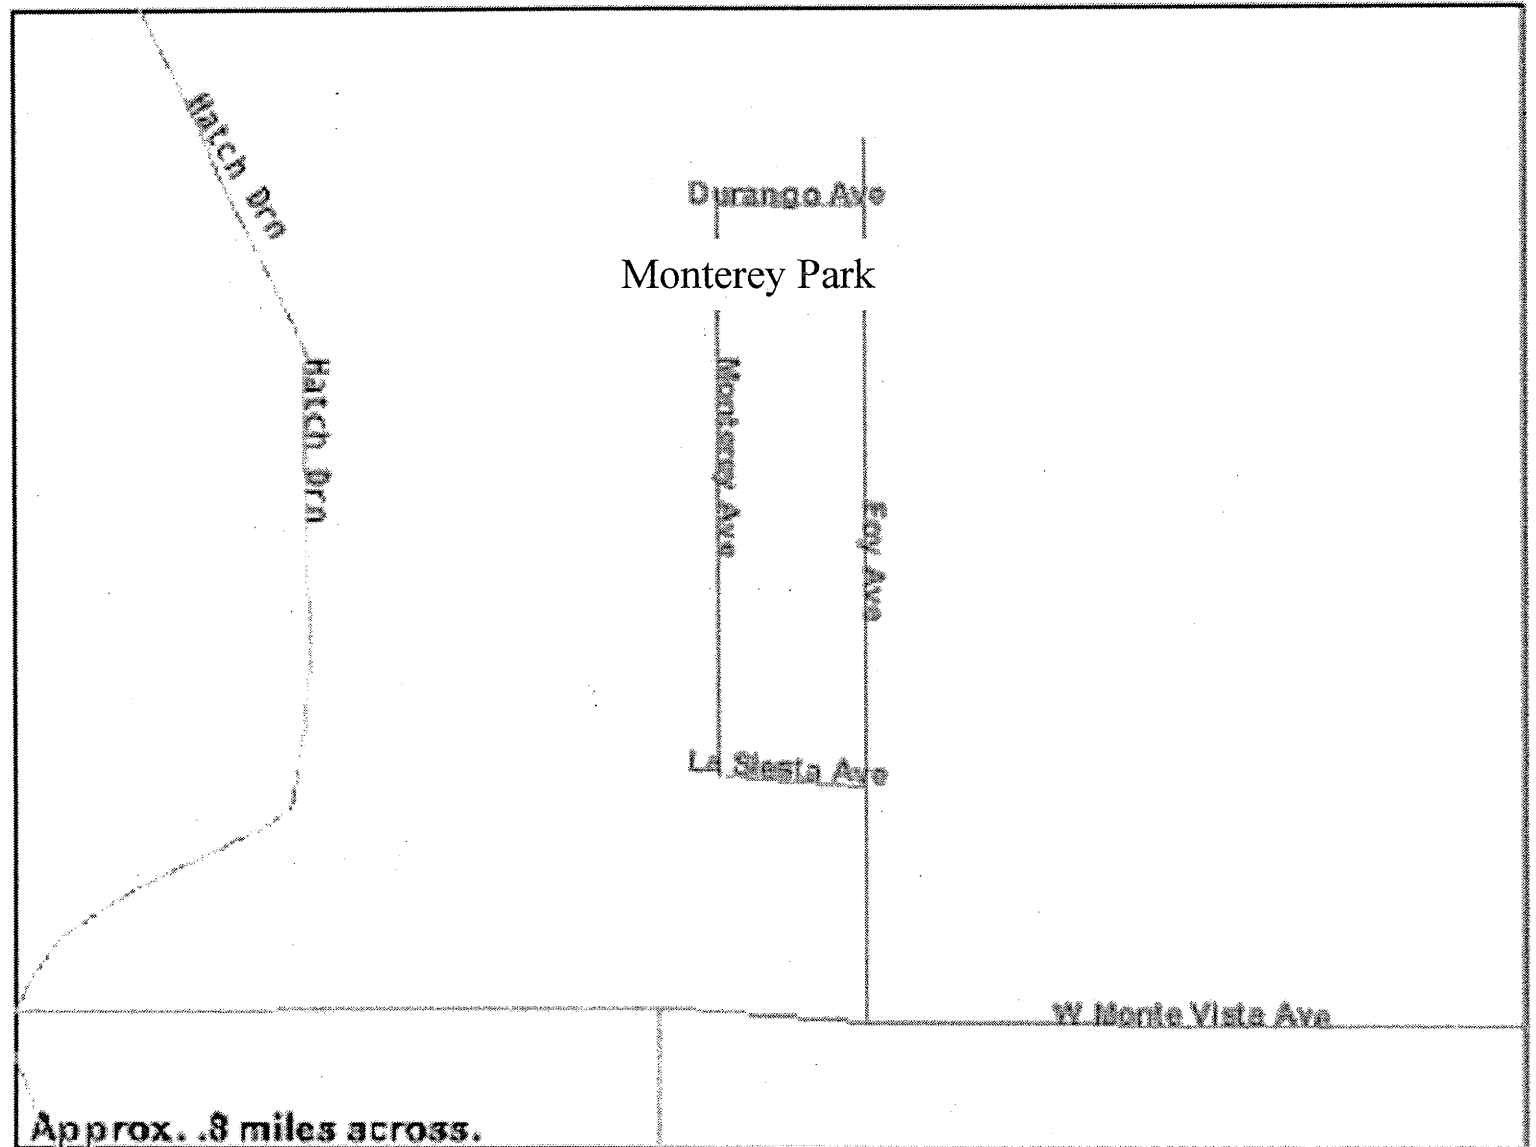 Hatch Drn
Durango Ave
Monterey Park
Hatch Drn
Monterey Ave
Foy Ave
La Siesta Ave
W Monte Vista Ave
Approx. .8 miles across.